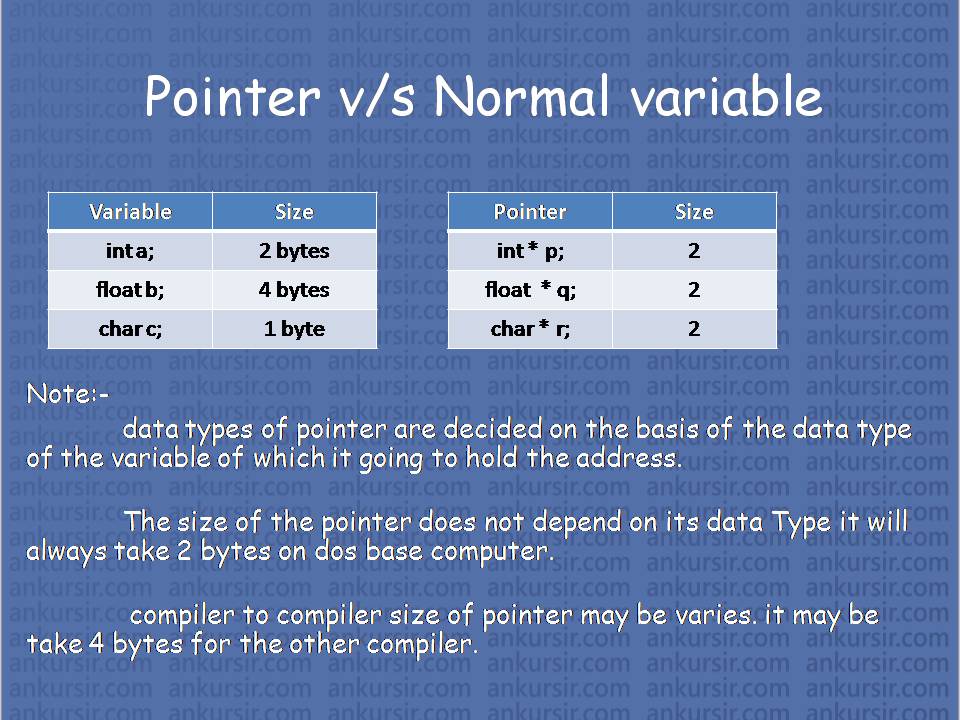 Pointer v/s Normal variable
Variable Size
int a; 2 bytes
float b; 4 bytes
char c; 1 byte
Pointer Size
int * p; 2
float * q; 2
char * r; 2
Note:-
data types of pointer are decided on the basis of the data type
of the variable of which it going to hold the address.
The size of the pointer does not depend on its data Type it will
always take 2 bytes on dos base computer.
compiler to compiler size of pointer may be varies. it may be
take 4 bytes for the other compiler.
ankursir.com